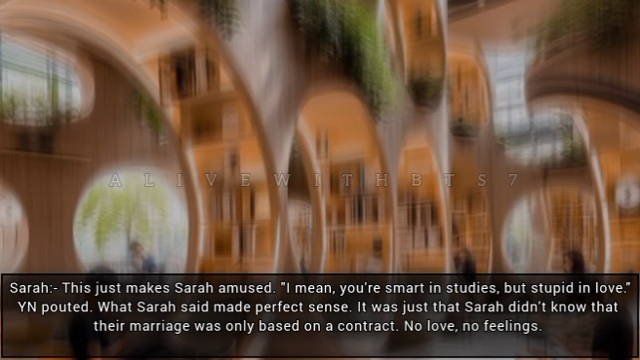 ALIVEWITHBTS7
Sarah:- This just makes Sarah amused. "I mean, you're smart in studies, but stupid in love."
YN pouted. What Sarah said made perfect sense. It was just that Sarah didn't know that
their marriage was only based on a contract. No love, no feelings.